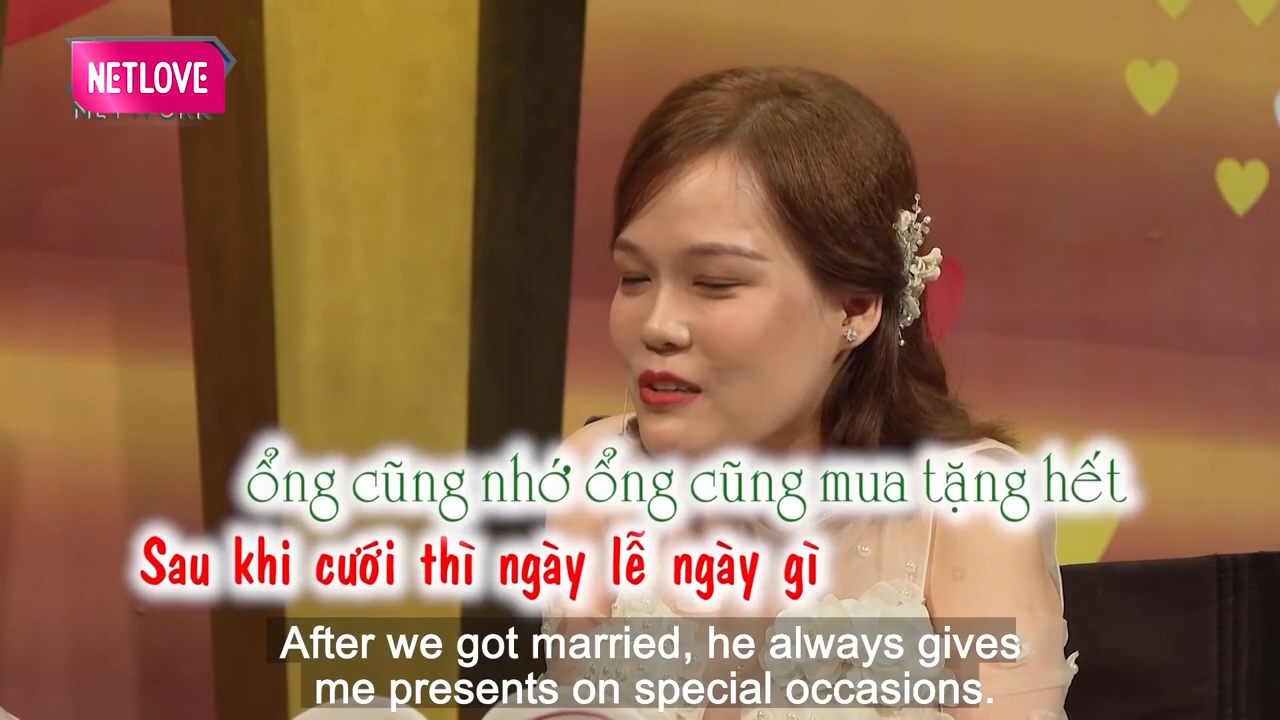 NETLOVE
NETWORK
ổng cũng nhớ ổng cũng mua tặng hết
Sau khi cưới thì ngày lễ ngày gì
After we got married, he always gives
me presents on special occasions.